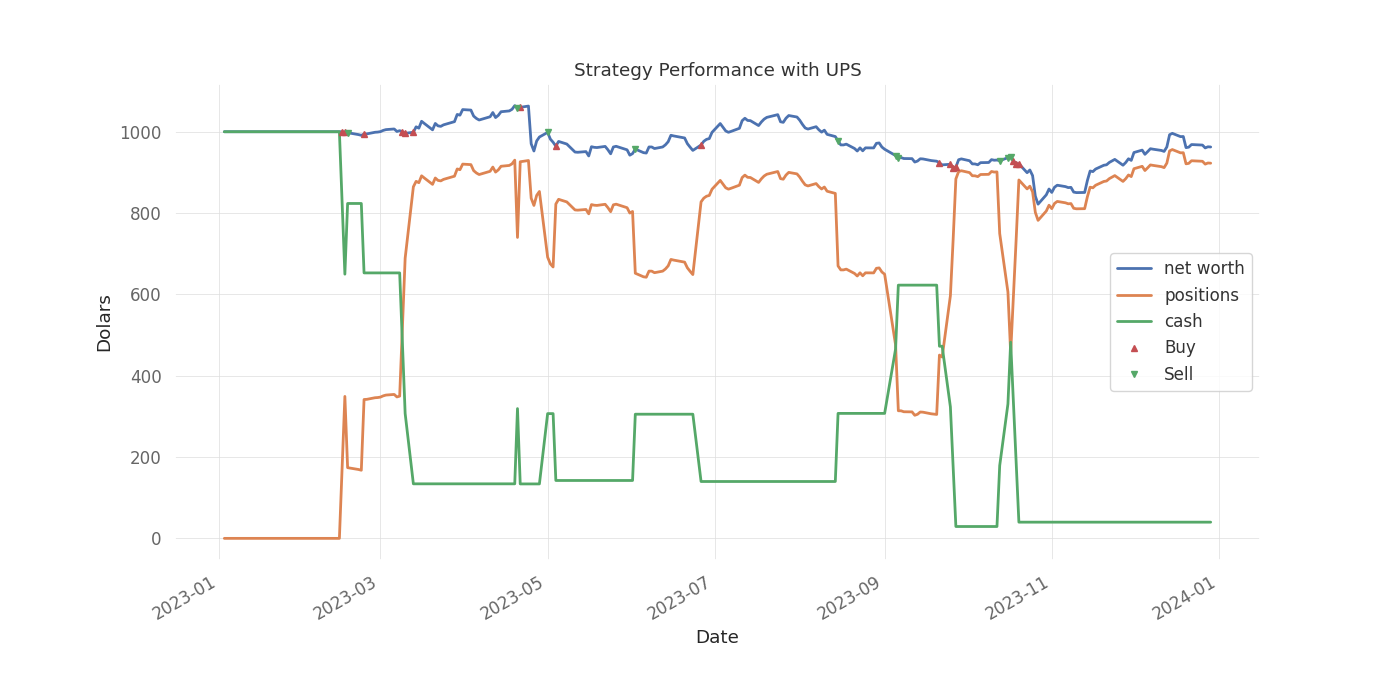 Strategy Performance with UPS
1000
800
600
400
200
0
Dolars
net worth
positions
cash
Buy
Sell
2023-01
2023-03
2023-05
2023-07
2023-09
2023-11
2024-01
Date